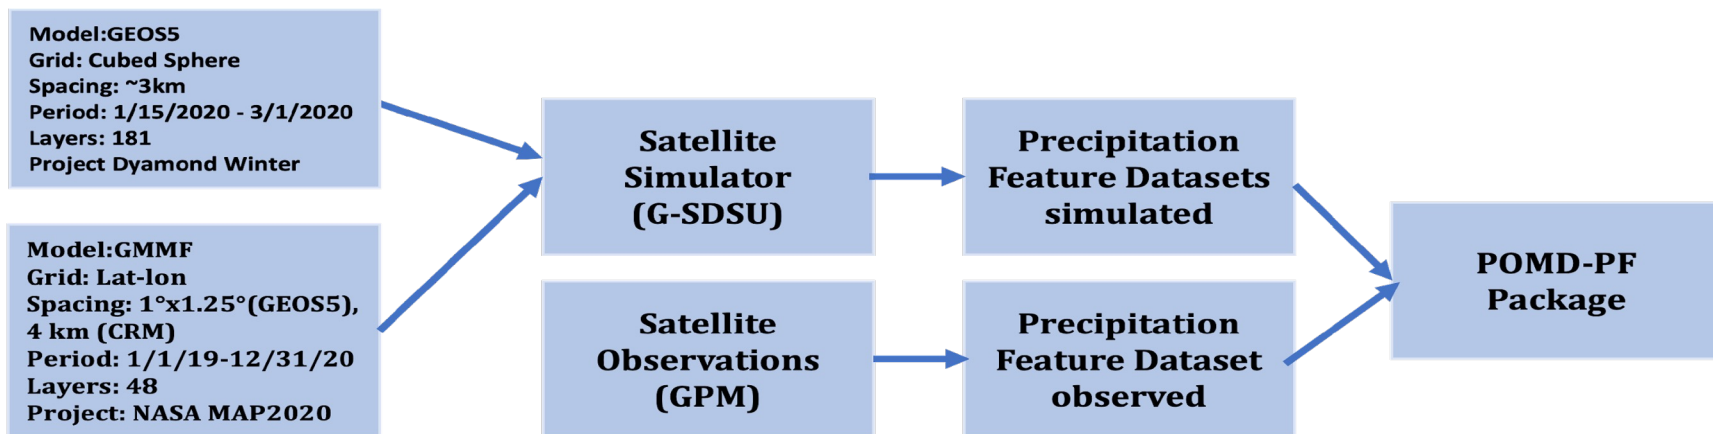 Model:GEOS5
Grid: Cubed Sphere
Spacing: ~3km
Period: 1/15/2020 - 3/1/2020
Layers: 181
Project Dyamond Winter
Model:GMMF
Grid: Lat-lon
Spacing: 1°x1.25°(GEOS5),
4 km (CRM)
Period: 1/1/19-12/31/20
Layers: 48
Project: NASA MAP2020
Satellite
Simulator
(G-SDSU)
Satellite
Observations
(GPM)
Precipitation
Feature Datasets
simulated
Precipitation
Feature Dataset
observed
POMD-PF
Package